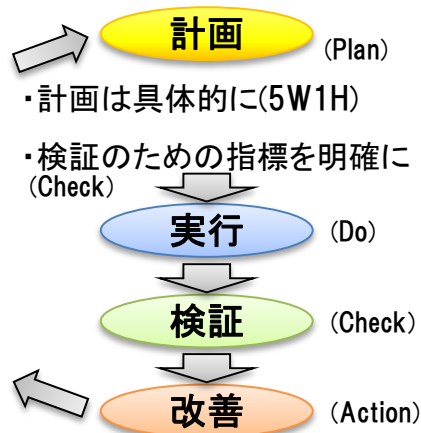 計画 (Plan)
・計画は具体的に(5W1H)
・検証のための指標を明確に
(Check)
実行 (Do)
検証 (Check)
改善 (Action)